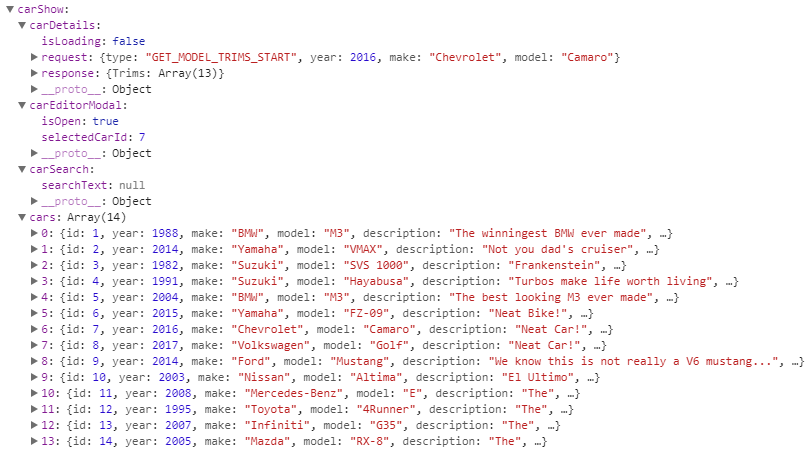 ▼carShow:
▼carDetails:
isLoading: false
▶request: {type: "GET_MODEL_TRIMS_START", year: 2016, make: "Chevrolet", model: "Camaro"}
▶response: {Trims: Array(13)}
▶__proto__: Object
▼carEditorModal:
isOpen: true
selectedCarId: 7
▶__proto__: Object
▼carSearch:
searchText: null
▶__proto__: Object
▼cars: Array(14)
▶0: {id: 1, year: 1988, make: "BMW", model: "M3", description: "The winningest BMW ever made", …}
▶1: {id: 2, year: 2014, make: "Yamaha", model: "VMAX", description: "Not you dad's cruiser", …}
▶2: {id: 3, year: 1982, make: "Suzuki", model: "SVS 1000", description: "Frankenstein", …}
▶3: {id: 4, year: 1991, make: "Suzuki", model: "Hayabusa", description: "Turbos make life worth living", …}
▶4: {id: 5, year: 2004, make: "BMW", model: "M3", description: "The best looking M3 ever made", …}
▶5: {id: 6, year: 2015, make: "Yamaha", model: "FZ-09", description: "Neat Bike!", …}
▶6: {id: 7, year: 2016, make: "Chevrolet", model: "Camaro", description: "Neat Car!", …}
▶7: {id: 8, year: 2017, make: "Volkswagen", model: "Golf", description: "Neat Car!", …}
▶8: {id: 9, year: 2014, make: "Ford", model: "Mustang", description: "We know this is not really a V6 mustang...", …}
▶9: {id: 10, year: 2003, make: "Nissan", model: "Altima", description: "El Ultimo", …}
▶10: {id: 11, year: 2008, make: "Mercedes-Benz", model: "E", description: "The", …}
▶11: {id: 12, year: 1995, make: "Toyota", model: "4Runner", description: "The", …}
▶12: {id: 13, year: 2007, make: "Infiniti", model: "G35", description: "The", …}
▶13: {id: 14, year: 2005, make: "Mazda", model: "RX-8", description: "The", …}